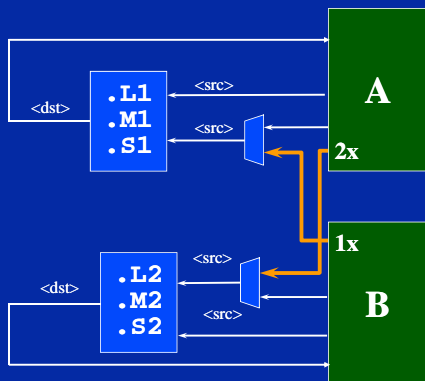 <src>
A
<dst>
.L1
.M1
.S1
<src>
2x
1x
<src>
.L2
.M2
.S2
<dst>
B
<src>